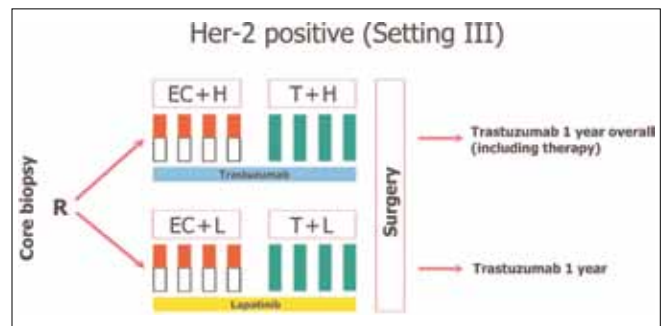 Her-2 positive (Setting III)
EC+H
T+H
Trastuzumab
Core biopsy
R
EC+L
T+L
Lapatinib
Surgery
Trastuzumab 1 year overall
(including therapy)
Trastuzumab 1 year